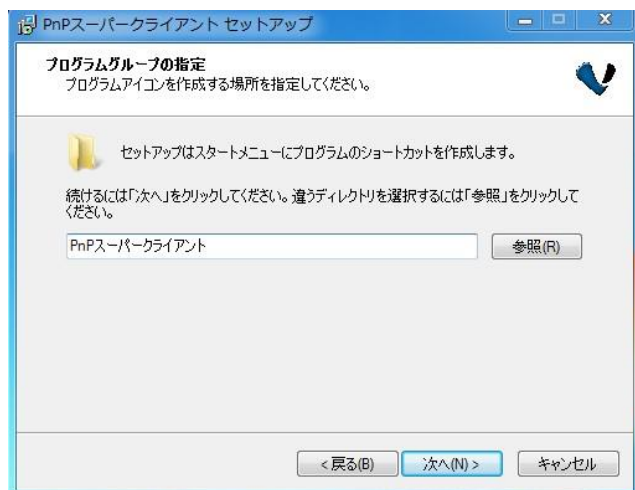 PnPスーパークライアント セットアップ
プログラムグループの指定
プログラムアイコンを作成する場所を指定してください。
セットアップはスタートメニューにプログラムのショートカットを作成します。
続けるには「次へ」をクリックしてください。違うディレクトリを選択するには「参照」をクリックして
ください。
PnPスーパークライアント
参照(R)
< 戻る(B)
次へ(N) >
キャンセル